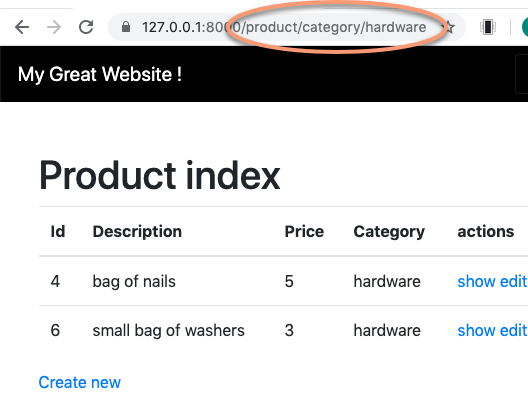 127.0.0.1:8000/product/category/hardware
My Great Website !
Product index
Id Description Price Category actions
4 bag of nails 5 hardware show edit
6 small bag of washers 3 hardware show edit
Create new